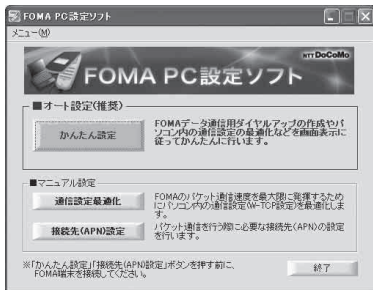 FOMA PC設定ソフト
メニュー(M)
NTT DoCoMo
FOMA PC設定ソフト
■オート設定(推奨)
かんたん設定
FOMAデータ通信用ダイヤルアップの作成やパ
ソコン内の通信設定の最適化などを画面表示に
従ってかんたんに行います。
■マニュアル設定
通信設定最適化
FOMAのパケット通信速度を最大限に発揮するため
にパソコン内の通信設定(W-TCP設定)を最適化しま
す。
接続先(APN)設定
パケット通信を行う際に必要な接続先(APN)の設定
を行います。
※「かんたん設定」「接続先(APN)設定」ボタンを押す前に、
FOMA端末を接続してください。
終了